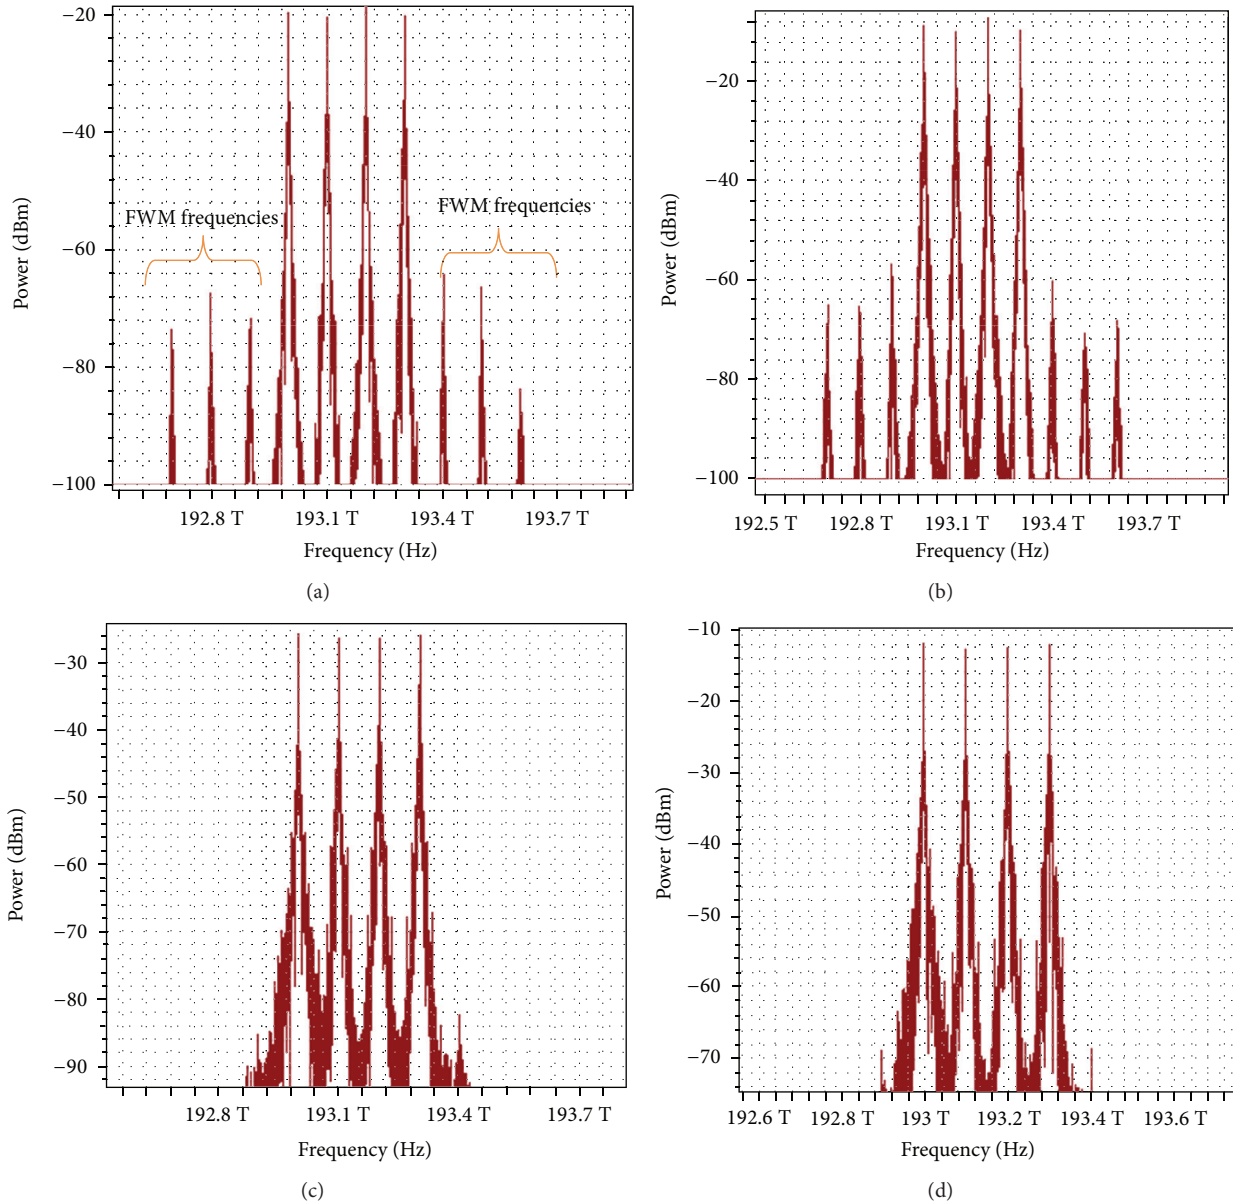 −20
−40
−60
−80
−100
Power (dBm)
FWM frequencies
FWM frequencies
192.8 T 193.1 T 193.4 T 193.7 T
Frequency (Hz)
(a)
−20
−40
−60
−80
−100
Power (dBm)
192.5 T 192.8 T 193.1 T 193.4 T 193.7 T
Frequency (Hz)
(b)
−30
−40
−50
−60
−70
−80
−90
Power (dBm)
192.8 T 193.1 T 193.4 T 193.7 T
Frequency (Hz)
(c)
−10
−20
−30
−40
−50
−60
−70
Power (dBm)
192.6 T 192.8 T 193 T 193.2 T 193.4 T 193.6 T
Frequency (Hz)
(d)